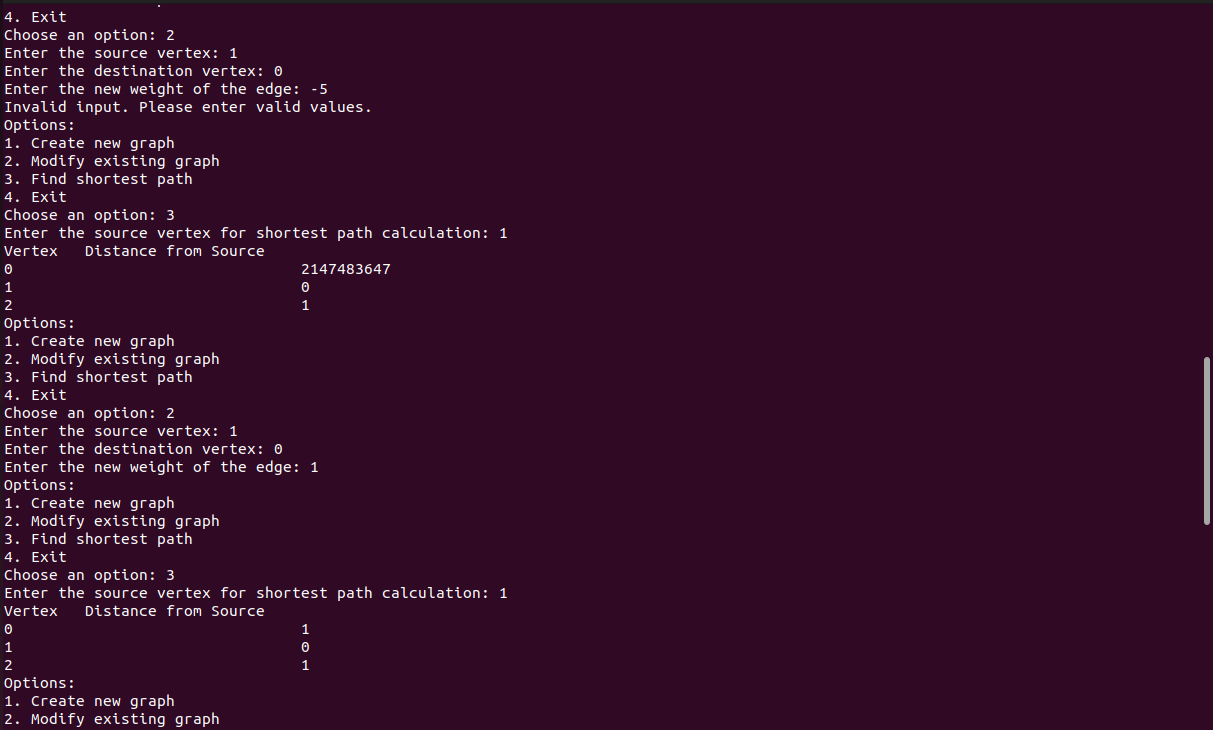 4. Exit
Choose an option: 2
Enter the source vertex: 1
Enter the destination vertex: 0
Enter the new weight of the edge: -5
Invalid input. Please enter valid values.
Options:
1. Create new graph
2. Modify existing graph
3. Find shortest path
4. Exit
Choose an option: 3
Enter the source vertex for shortest path calculation: 1
Vertex   Distance from Source
0                                2147483647
1                                0
2                                1
Options:
1. Create new graph
2. Modify existing graph
3. Find shortest path
4. Exit
Choose an option: 2
Enter the source vertex: 1
Enter the destination vertex: 0
Enter the new weight of the edge: 1
Options:
1. Create new graph
2. Modify existing graph
3. Find shortest path
4. Exit
Choose an option: 3
Enter the source vertex for shortest path calculation: 1
Vertex   Distance from Source
0                                1
1                                0
2                                1
Options:
1. Create new graph
2. Modify existing graph